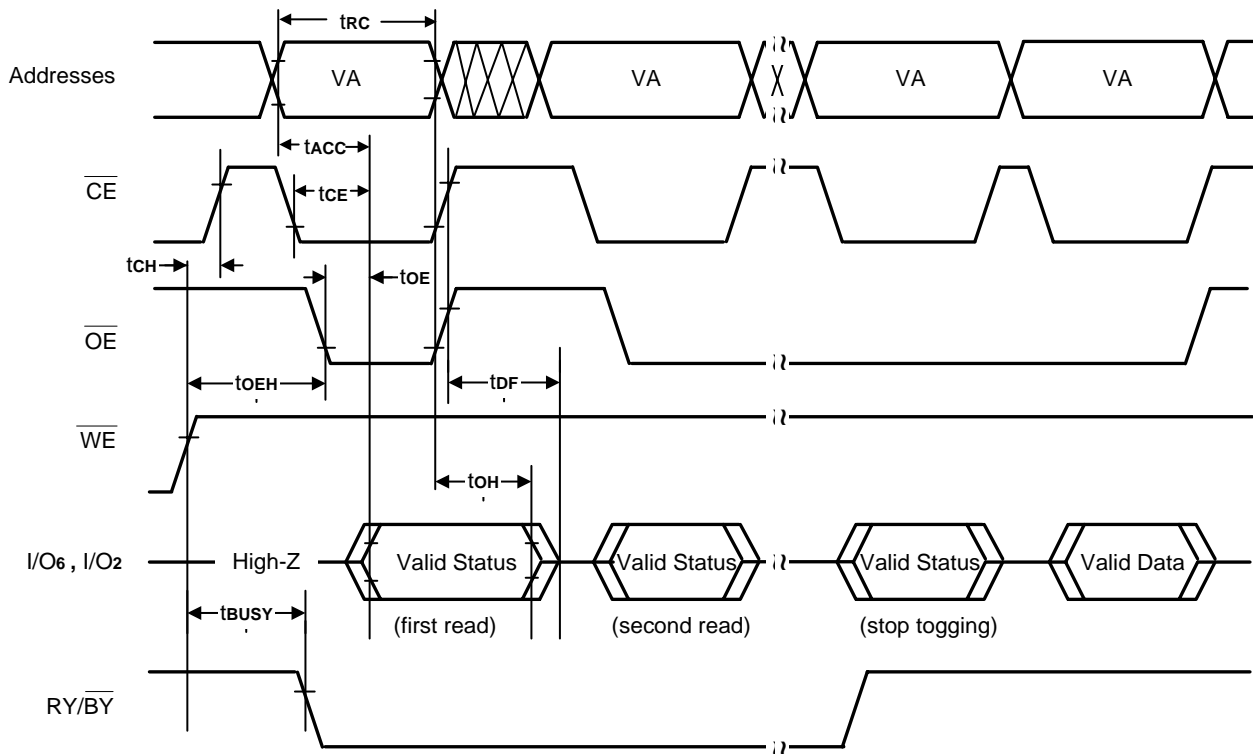 tRC
Addresses VA VA VA VA
tACC
CE
tCE
tCH
tOE
OE
tOEH tDF
WE
tOH
I/O6 , I/O2 High-Z Valid Status Valid Status Valid Status Valid Data
tBUSY
(first read) (second read) (stop togging)
RY/BY